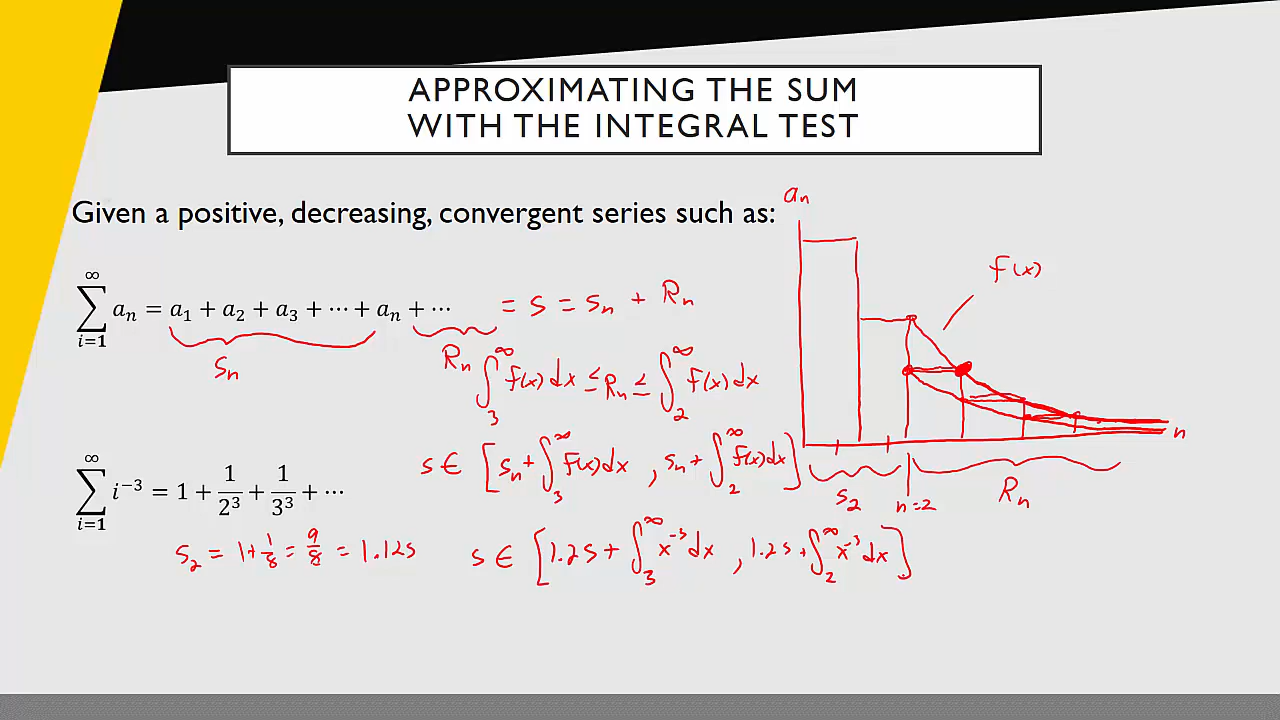 APPROXIMATING THE SUM
WITH THE INTEGRAL TEST
Given a positive, decreasing, convergent series such as:
∑_{i=1}^{∞} a_n = a_1 + a_2 + a_3 + ⋯ + a_n + ⋯ = s = s_n + R_n
s_n
R_n
∫_3^∞ f(x)dx ≤ R_n ≤ ∫_2^∞ f(x)dx
s ∈ [s_n + ∫_3^∞ f(x)dx , s_n + ∫_2^∞ f(x)dx]
∑_{i=1}^{∞} i^{-3} = 1 + 1/2^3 + 1/3^3 + ⋯
s_2 = 1 + 1/8 = 9/8 = 1.125
s ∈ [1.25 + ∫_3^∞ x^{-3} dx , 1.25 + ∫_2^∞ x^{-3} dx]
a_n
f(x)
n
s_2
n=2
R_n